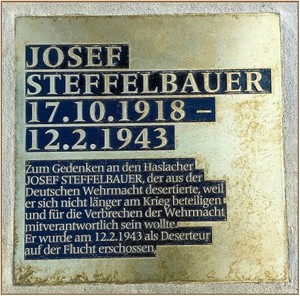 JOSEF
STEFFELBAUER
17.10.1918 –
12.2.1943
Zum Gedenken an den Haslacher
JOSEF STEFFELBAUER, der aus der
Deutschen Wehrmacht desertierte, weil
er sich nicht länger am Krieg beteiligen
und für die Verbrechen der Wehrmacht
mitverantwortlich sein wollte.
Er wurde am 12.2.1943 als Deserteur
auf der Flucht erschossen.